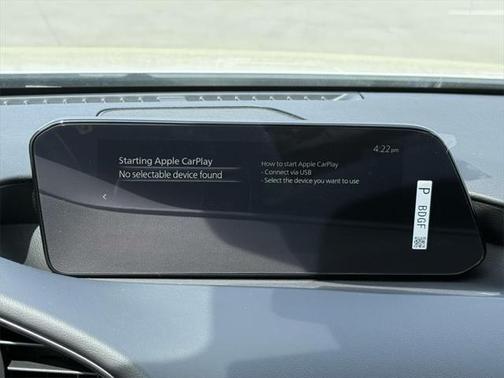 4:22 pm
Starting Apple CarPlay
No selectable device found
How to start Apple CarPlay
- Connect via USB
- Select the device you want to use
P BDGF